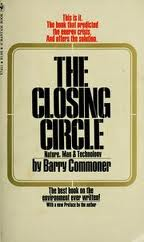 This is it.
The book that predicted
the energy crisis.
And offers the solution.
THE
CLOSING
CIRCLE
Nature, Man & Technology
by Barry Commoner
The best book on the
environment ever written!
With a new Preface by the author